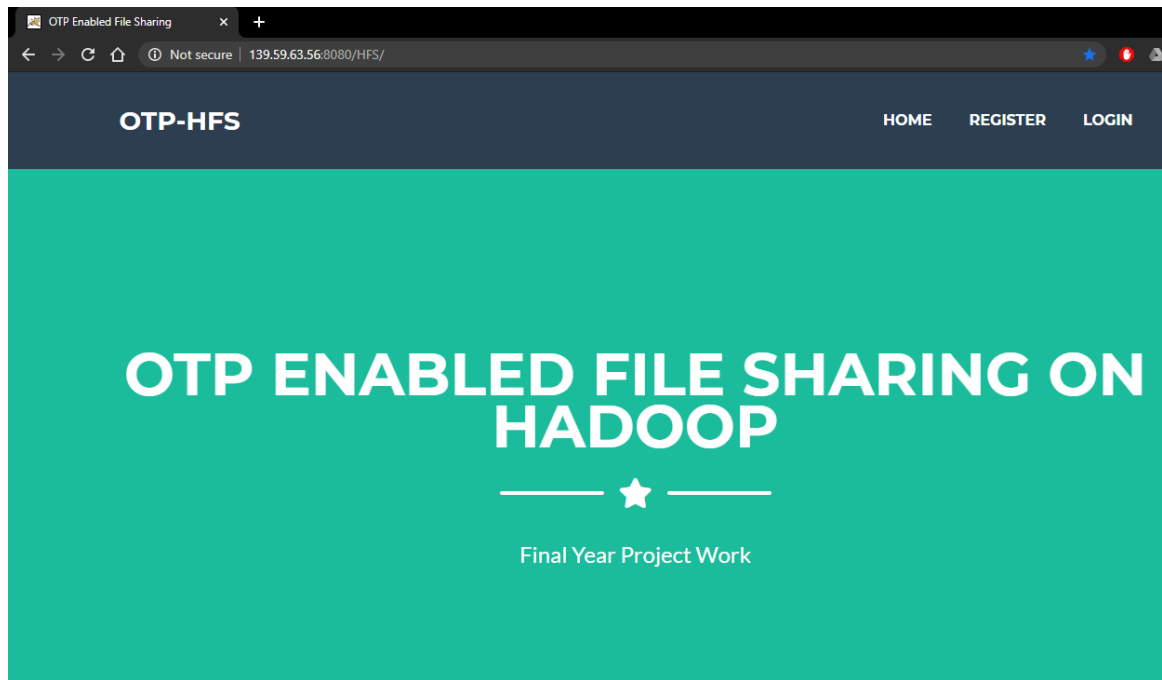 OTP Enabled File Sharing
Not secure | 139.59.63.56:8080/HFS/
OTP-HFS
HOME REGISTER LOGIN
OTP ENABLED FILE SHARING ON
HADOOP
Final Year Project Work